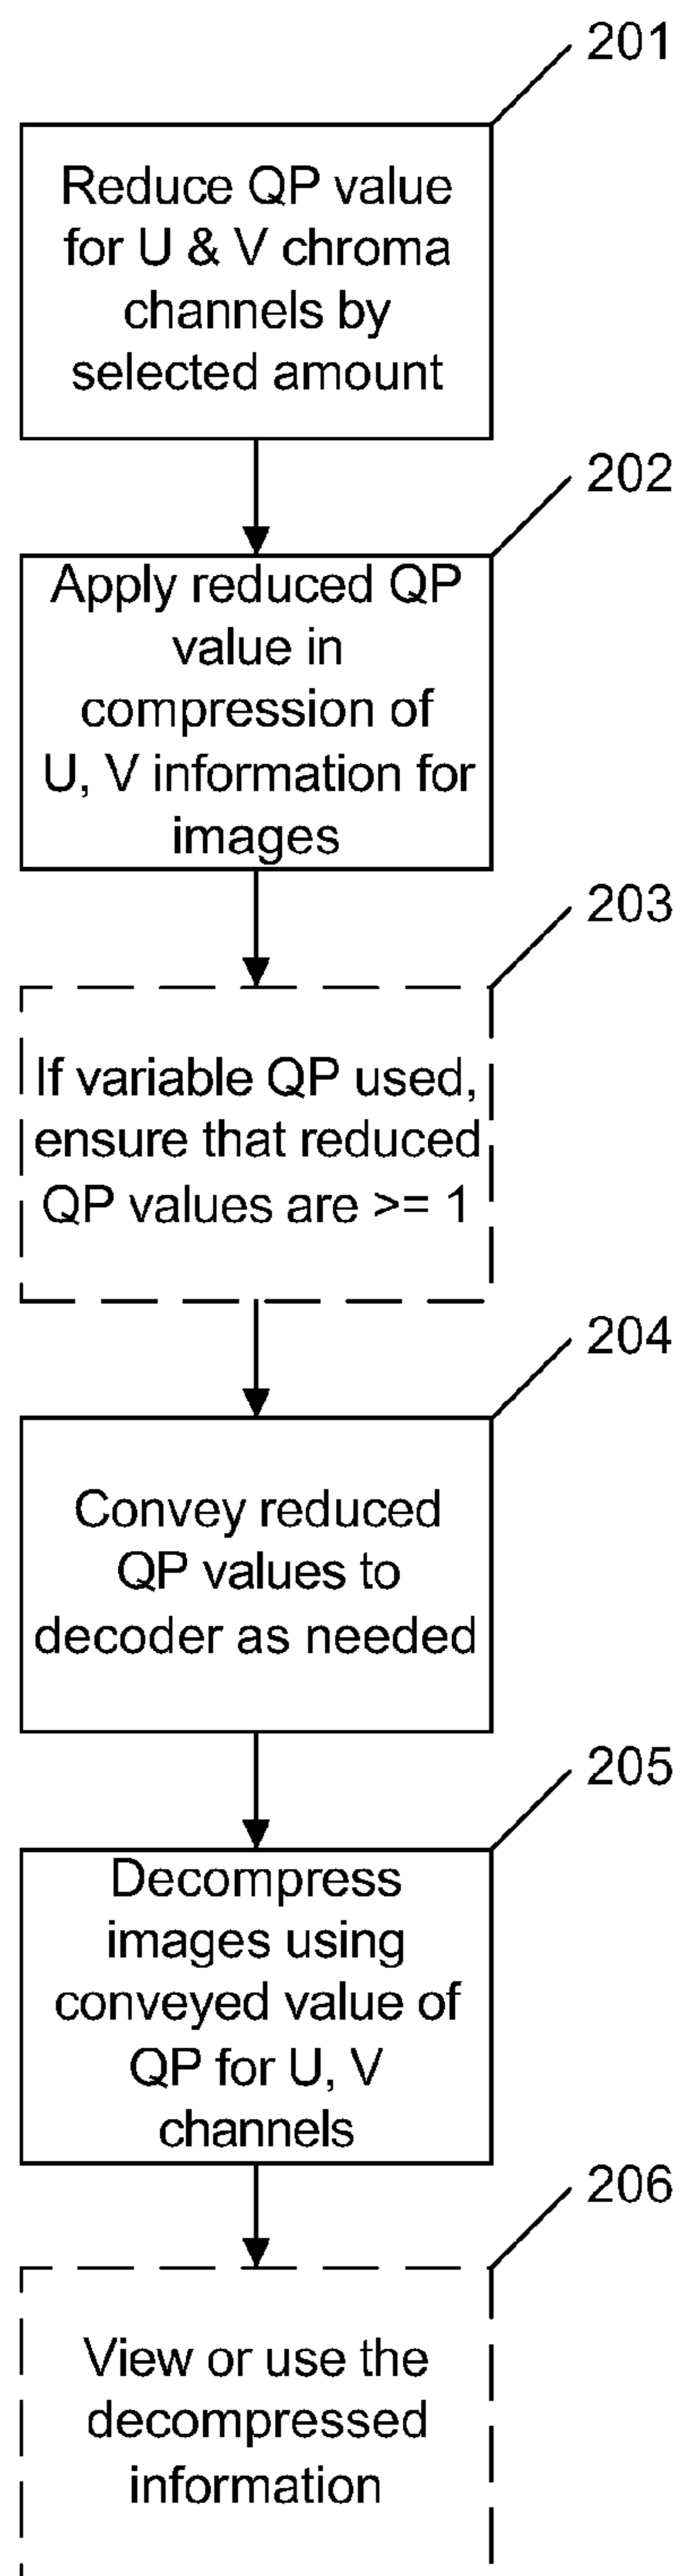 201
Reduce QP value
for U & V chroma
channels by
selected amount
202
Apply reduced QP
value in
compression of
U, V information for
images
203
If variable QP used,
ensure that reduced
QP values are >= 1
204
Convey reduced
QP values to
decoder as needed
205
Decompress
images using
conveyed value of
QP for U, V
channels
206
View or use the
decompressed
information